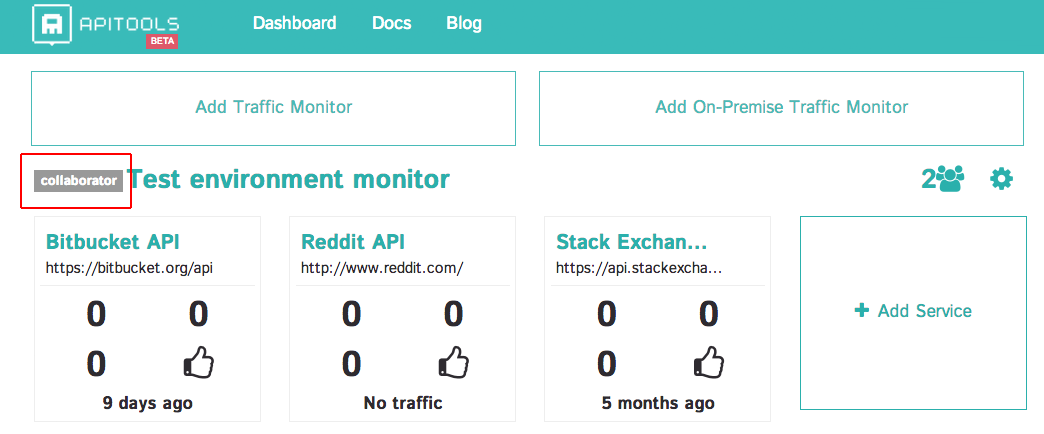 APITOOLS
BETA
Dashboard Docs Blog
Add Traffic Monitor
Add On-Premise Traffic Monitor
collaborator Test environment monitor
2
Bitbucket API
https://bitbucket.org/api
0 0
0
9 days ago
Reddit API
http://www.reddit.com/
0 0
0
No traffic
Stack Exchan...
https://api.stackexcha...
0 0
0
5 months ago
+ Add Service